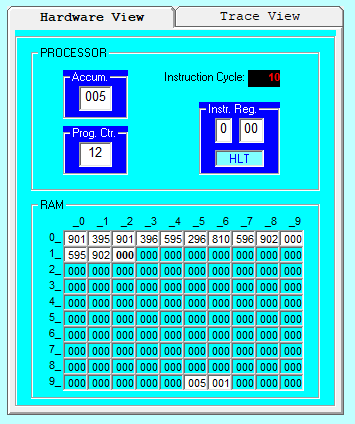 Hardware View Trace View
PROCESSOR
Accum. Instruction Cycle: 10
005
Instr. Reg.
0 00
Prog. Ctr.
12 HLT
RAM
_0 _1 _2 _3 _4 _5 _6 _7 _8 _9
0_ 901 395 901 396 595 296 810 596 902 000
1_ 595 902 000 000 000 000 000 000 000 000
2_ 000 000 000 000 000 000 000 000 000 000
3_ 000 000 000 000 000 000 000 000 000 000
4_ 000 000 000 000 000 000 000 000 000 000
5_ 000 000 000 000 000 000 000 000 000 000
6_ 000 000 000 000 000 000 000 000 000 000
7_ 000 000 000 000 000 000 000 000 000 000
8_ 000 000 000 000 000 000 000 000 000 000
9_ 000 000 000 000 000 005 001 000 000 000